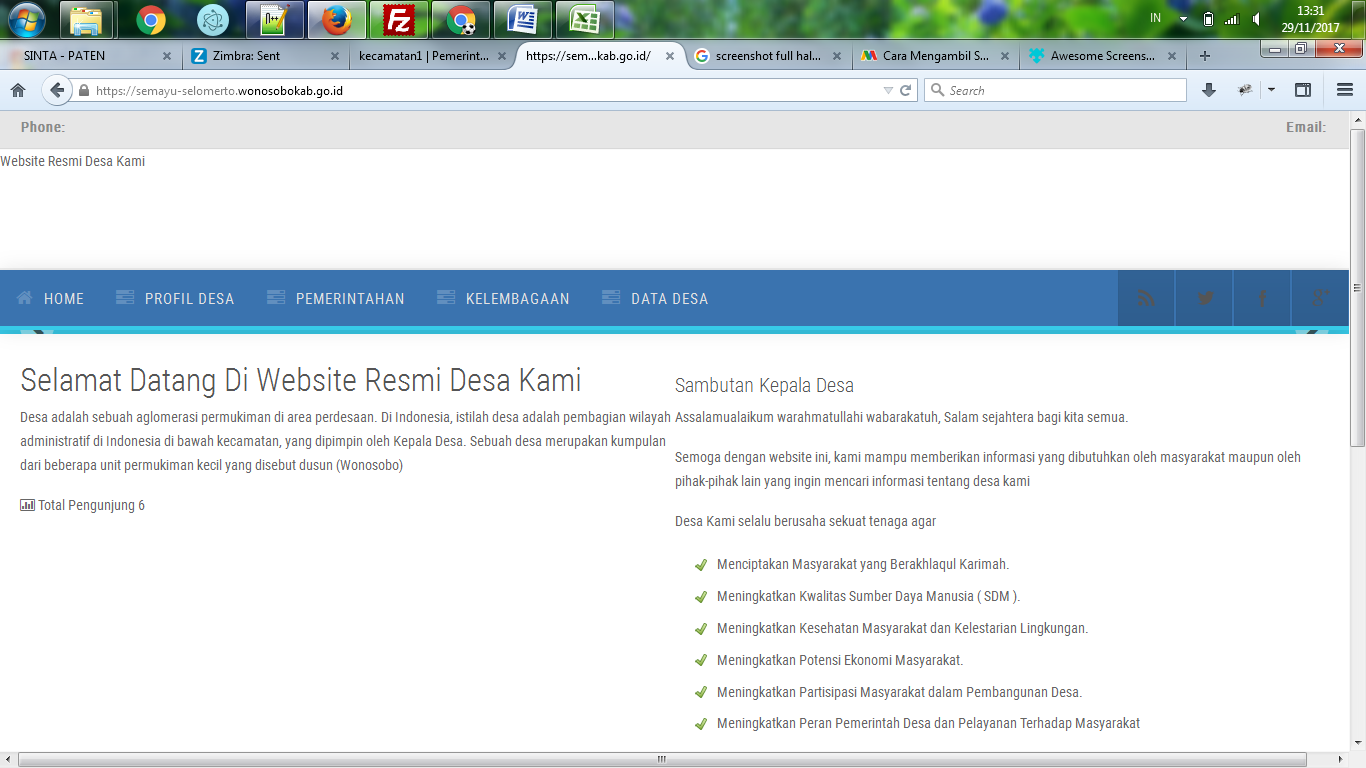 IN
13:31
29/11/2017
SINTA - PATEN
Zimbra: Sent
kecamatan1 | Pemerint...
https://sem...kab.go.id/
screenshot full hal...
Cara Mengambil S...
Awesome Screens...
https://semayu-selomerto.wonosobokab.go.id
Search
Phone:
Email:
Website Resmi Desa Kami
HOME
PROFIL DESA
PEMERINTAHAN
KELEMBAGAAN
DATA DESA
Selamat Datang Di Website Resmi Desa Kami
Desa adalah sebuah aglomerasi permukiman di area perdesaan. Di Indonesia, istilah desa adalah pembagian wilayah
administratif di Indonesia di bawah kecamatan, yang dipimpin oleh Kepala Desa. Sebuah desa merupakan kumpulan
dari beberapa unit permukiman kecil yang disebut dusun (Wonosobo)
Total Pengunjung 6
Sambutan Kepala Desa
Assalamualaikum warahmatullahi wabarakatuh, Salam sejahtera bagi kita semua.
Semoga dengan website ini, kami mampu memberikan informasi yang dibutuhkan oleh masyarakat maupun oleh
pihak-pihak lain yang ingin mencari informasi tentang desa kami
Desa Kami selalu berusaha sekuat tenaga agar
Menciptakan Masyarakat yang Berakhlaqul Karimah.
Meningkatkan Kwalitas Sumber Daya Manusia ( SDM ).
Meningkatkan Kesehatan Masyarakat dan Kelestarian Lingkungan.
Meningkatkan Potensi Ekonomi Masyarakat.
Meningkatkan Partisipasi Masyarakat dalam Pembangunan Desa.
Meningkatkan Peran Pemerintah Desa dan Pelayanan Terhadap Masyarakat